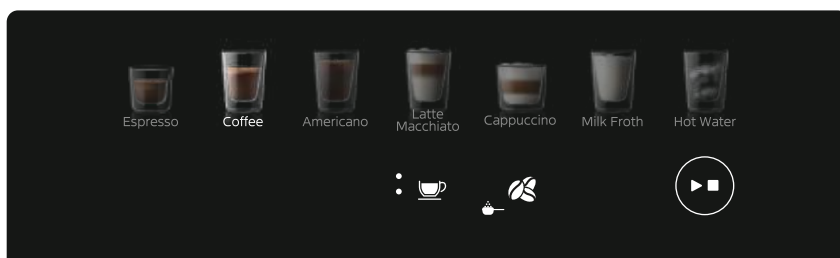 Espresso
Coffee
Americano
Latte
Macchiato
Cappuccino
Milk Froth
Hot Water